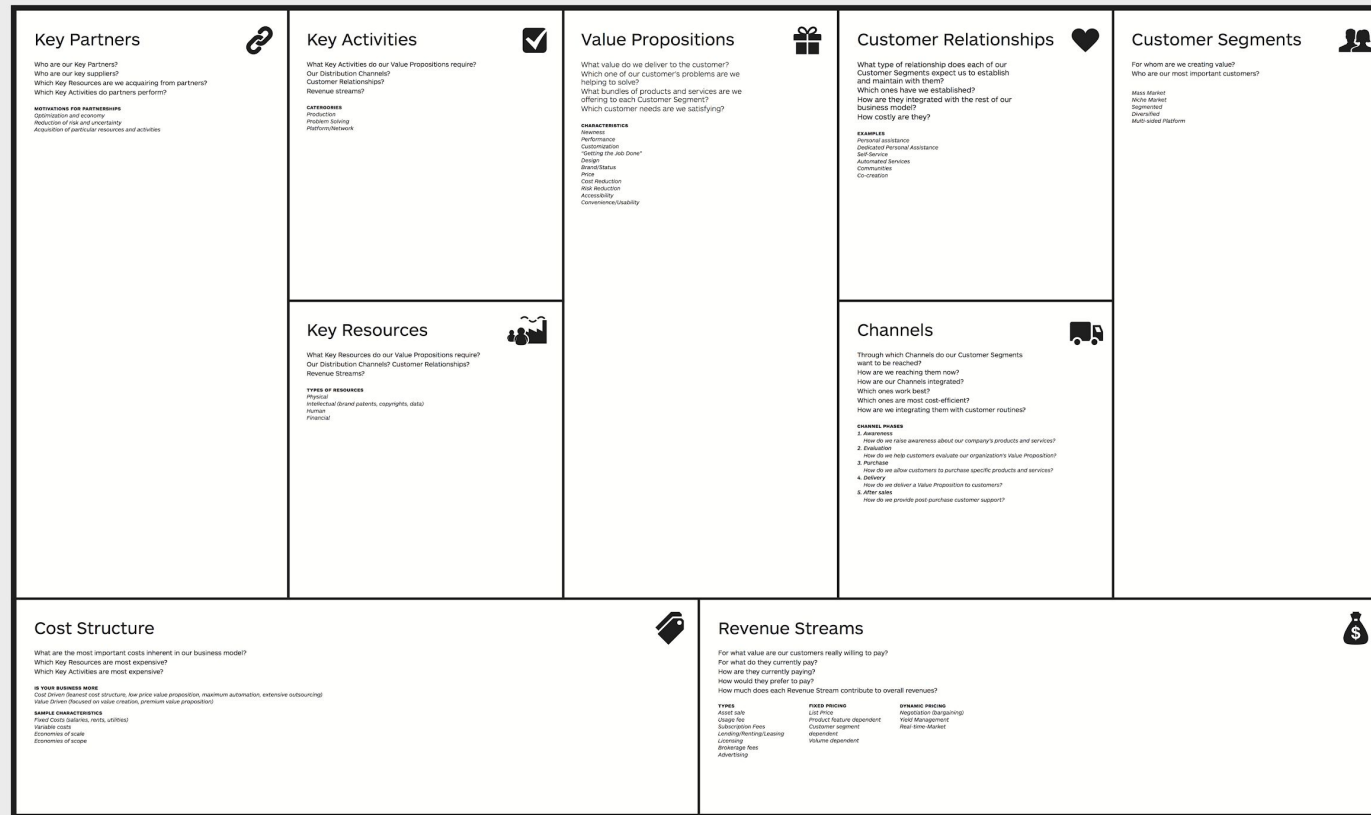 Key Partners
Who are our Key Partners?
Who are our key suppliers?
Which Key Resources are we acquairing from partners?
Which Key Activities do partners perform?
MOTIVATIONS FOR PARTNERSHIPS
Optimization and economy
Reduction of risk and uncertainty
Acquisition of particular resources and activities
Key Activities
What Key Activities do our Value Propositions require?
Our Distribution Channels?
Customer Relationships?
Revenue streams?
CATERGORIES
Production
Problem Solving
Platform/Network
Key Resources
What Key Resources do our Value Propositions require?
Our Distribution Channels? Customer Relationships?
Revenue Streams?
TYPES OF RESOURCES
Physical
Intellectual (brand patents, copyrights, data)
Human
Financial
Value Propositions
What value do we deliver to the customer?
Which one of our customer's problems are we
helping to solve?
What bundles of products and services are we
offering to each Customer Segment?
Which customer needs are we satisfying?
CHARACTERISTICS
Newness
Performance
Customization
"Getting the Job Done"
Design
Brand/Status
Price
Cost Reduction
Risk Reduction
Accessibility
Convenience/Usability
Customer Relationships
What type of relationship does each of our
Customer Segments expect us to establish
and maintain with them?
Which ones have we established?
How are they integrated with the rest of our
business model?
How costly are they?
EXAMPLES
Personal assistance
Dedicated Personal Assistance
Self-Service
Automated Services
Communities
Co-creation
Channels
Through which Channels do our Customer Segments
want to be reached?
How are we reaching them now?
How are our Channels integrated?
Which ones work best?
Which ones are most cost-efficient?
How are we integrating them with customer routines?
CHANNEL PHASES
1. Awareness
How do we raise awareness about our company's products and services?
2. Evaluation
How do we help customers evaluate our organization's Value Proposition?
3. Purchase
How do we allow customers to purchase specific products and services?
4. Delivery
How do we deliver a Value Proposition to customers?
5. After sales
How do we provide post-purchase customer support?
Customer Segments
For whom are we creating value?
Who are our most important customers?
Mass Market
Niche Market
Segmented
Diversified
Multi-sided Platform
Cost Structure
What are the most important costs inherent in our business model?
Which Key Resources are most expensive?
Which Key Activities are most expensive?
IS YOUR BUSINESS MORE
Cost Driven (leanest cost structure, low price value proposition, maximum automation, extensive outsourcing)
Value Driven (focused on value creation, premium value proposition)
SAMPLE CHARACTERISTICS
Fixed Costs (salaries, rents, utilities)
Variable costs
Economies of scale
Economies of scope
Revenue Streams
For what value are our customers really willing to pay?
For what do they currently pay?
How are they currently paying?
How would they prefer to pay?
How much does each Revenue Stream contribute to overall revenues?
TYPES
Asset sale
Usage fee
Subscription Fees
Lending/Renting/Leasing
Licensing
Brokerage fees
Advertising
FIXED PRICING
List Price
Product feature dependent
Customer segment
dependent
Volume dependent
DYNAMIC PRICING
Negotiation (bargaining)
Yield Management
Real-time-Market
$